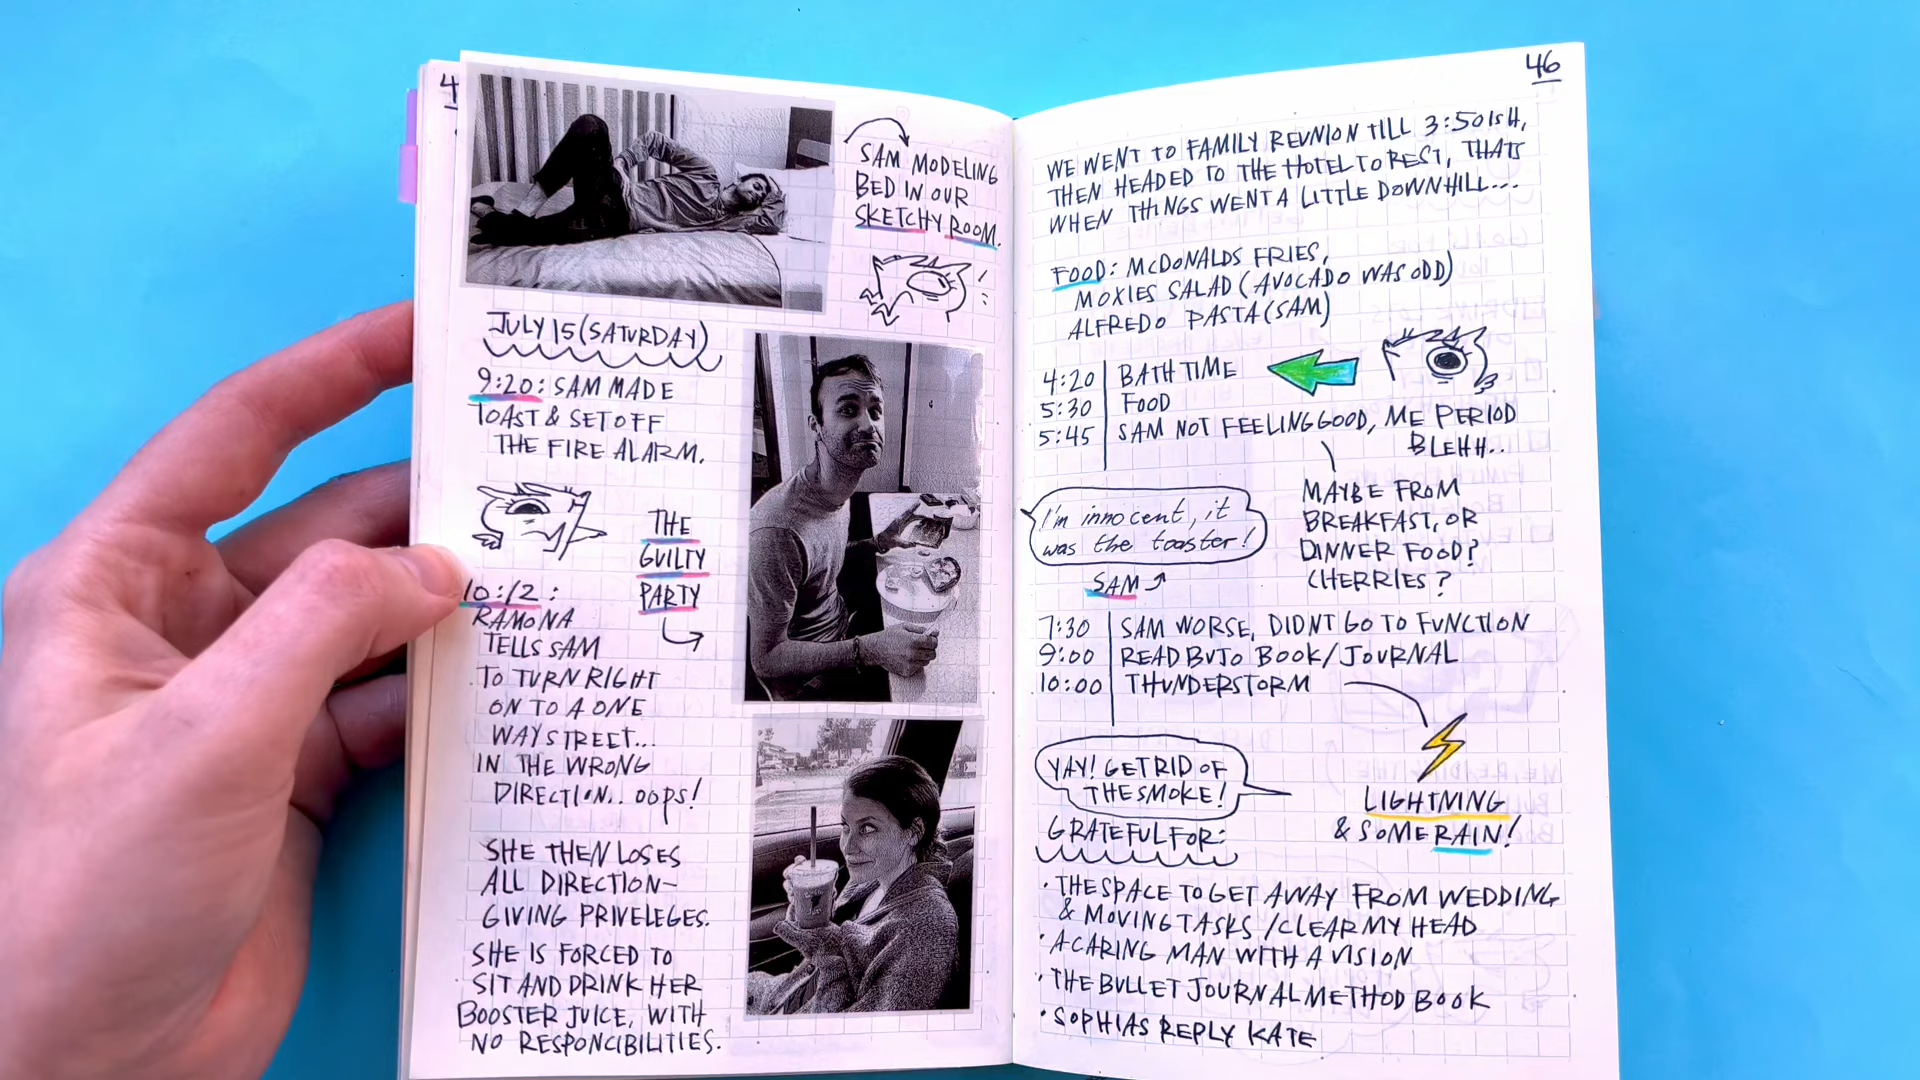 4
SAM MODELING
BED IN OUR
SKETCHY ROOM.
! :
JULY 15 (SATURDAY)
9:20: SAM MADE
TOAST & SET OFF
THE FIRE ALARM.
THE
GUILTY
PARTY
10:12:
RAMONA
TELLS SAM
TO TURN RIGHT
ON TO A ONE
WAY STREET...
IN THE WRONG
DIRECTION.. OOPS!
SHE THEN LOSES
ALL DIRECTION-
GIVING PRIVELEGES.
SHE IS FORCED TO
SIT AND DRINK HER
BOOSTER JUICE, WITH
NO RESPONCIBILITIES.
46
WE WENT TO FAMILY REUNION TILL 3:50ISH,
THEN HEADED TO THE HOTEL TO REST, THATS
WHEN THINGS WENT A LITTLE DOWNHILL...
FOOD: McDONALDS FRIES,
MOXIES SALAD (AVOCADO WAS ODD)
ALFREDO PASTA (SAM)
4:20 BATH TIME
5:30 FOOD
5:45 SAM NOT FEELING GOOD, ME PERIOD
BLEHH..
MAYBE FROM
BREAKFAST, OR
DINNER FOOD?
CHERRIES?
I'm innocent, it
was the toaster!
SAM
7:30 SAM WORSE, DIDNT GO TO FUNCTION
9:00 READ BUJO BOOK/JOURNAL
10:00 THUNDERSTORM
YAY! GET RID OF
THE SMOKE!
LIGHTNING
& SOME RAIN!
GRATEFUL FOR:
· THE SPACE TO GET AWAY FROM WEDDING
& MOVING TASKS / CLEAR MY HEAD
· A CARING MAN WITH A VISION
· THE BULLET JOURNAL METHOD BOOK
· SOPHIAS REPLY KATE